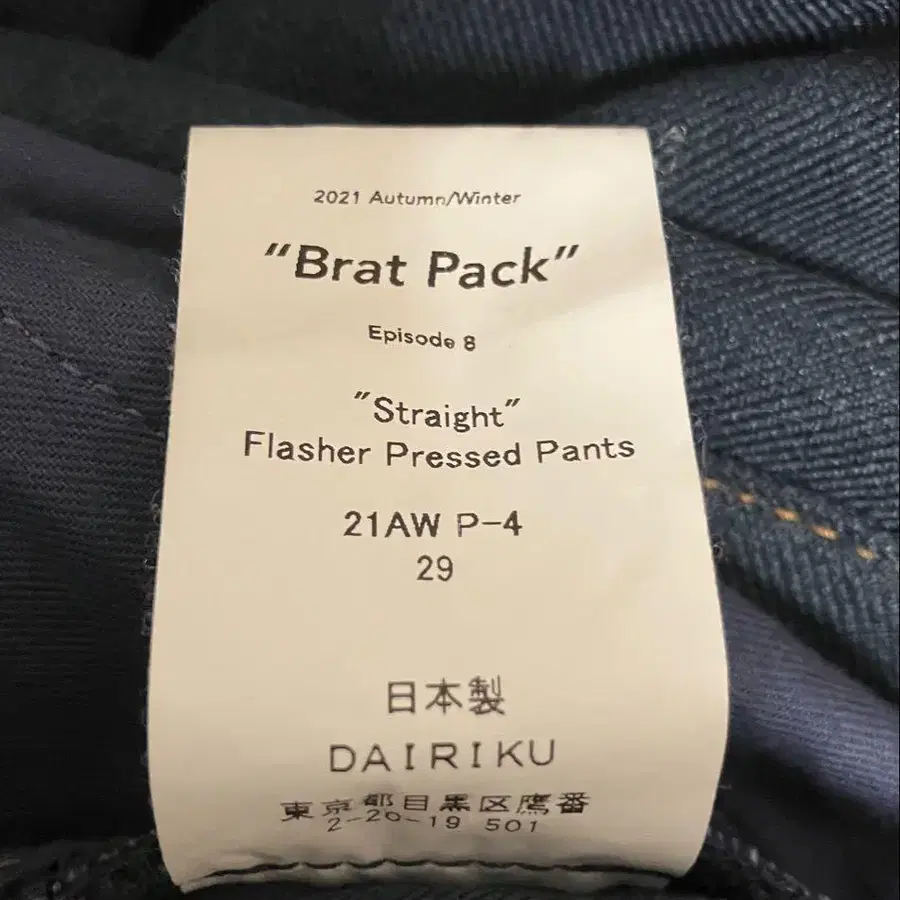 2021 Autumn/Winter
"Brat Pack"
Episode 8
"Straight"
Flasher Pressed Pants
21AW P-4
29
日本製
DAIRIKU
東京都目黒区鷹番
2-20-19 501